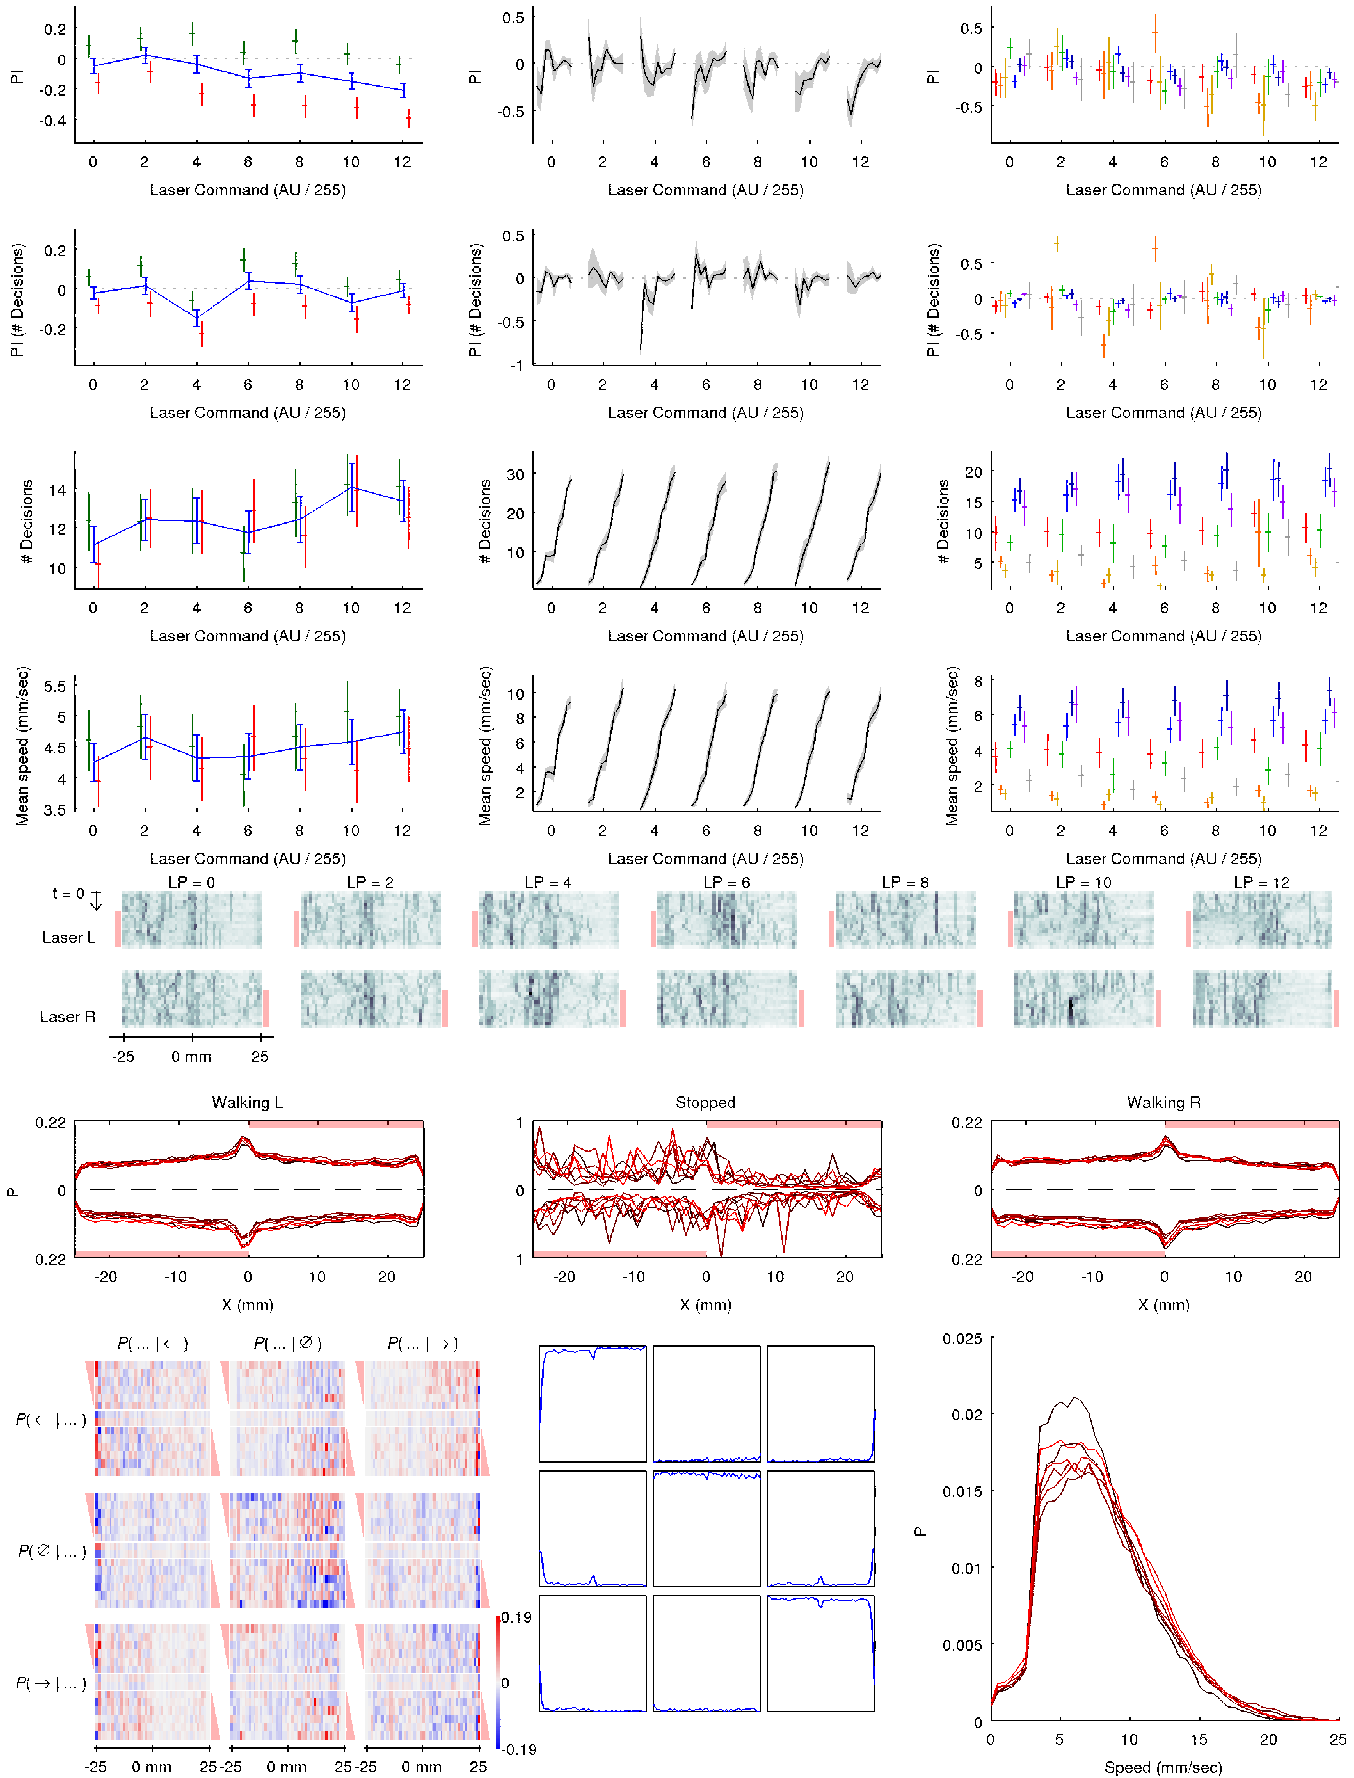 0.2
0
-0.2
-0.4
PI
0 2 4 6 8 10 12
Laser Command (AU / 255)
0.5
0
-0.5
PI
0 2 4 6 8 10 12
Laser Command (AU / 255)
0.5
0
-0.5
PI
0 2 4 6 8 10 12
Laser Command (AU / 255)
0.2
0
-0.2
PI (# Decisions)
0 2 4 6 8 10 12
Laser Command (AU / 255)
0.5
0
-0.5
-1
PI (# Decisions)
0 2 4 6 8 10 12
Laser Command (AU / 255)
0.5
0
-0.5
PI (# Decisions)
0 2 4 6 8 10 12
Laser Command (AU / 255)
14
12
10
# Decisions
0 2 4 6 8 10 12
Laser Command (AU / 255)
30
20
10
# Decisions
0 2 4 6 8 10 12
Laser Command (AU / 255)
20
15
10
5
# Decisions
0 2 4 6 8 10 12
Laser Command (AU / 255)
5.5
5
4.5
4
3.5
Mean speed (mm/sec)
0 2 4 6 8 10 12
Laser Command (AU / 255)
10
8
6
4
2
Mean speed (mm/sec)
0 2 4 6 8 10 12
Laser Command (AU / 255)
8
6
4
2
Mean speed (mm/sec)
0 2 4 6 8 10 12
Laser Command (AU / 255)
LP = 0 LP = 2 LP = 4 LP = 6 LP = 8 LP = 10 LP = 12
t = 0
Laser L
Laser R
-25 0 mm 25
Walking L
0.22
0
0.22
P
-20 -10 0 10 20
X (mm)
Stopped
1
0
1
-20 -10 0 10 20
X (mm)
Walking R
0.22
0
0.22
-20 -10 0 10 20
X (mm)
P( ... | ← ) P( ... | ∅ ) P( ... | → )
P( ← | ... )
P( ∅ | ... )
P( → | ... )
-25 0 mm 25 -25 0 mm 25 -25 0 mm 25
0.19
0
-0.19
0.025
0.02
0.015
0.01
0.005
0
P
0 5 10 15 20 25
Speed (mm/sec)